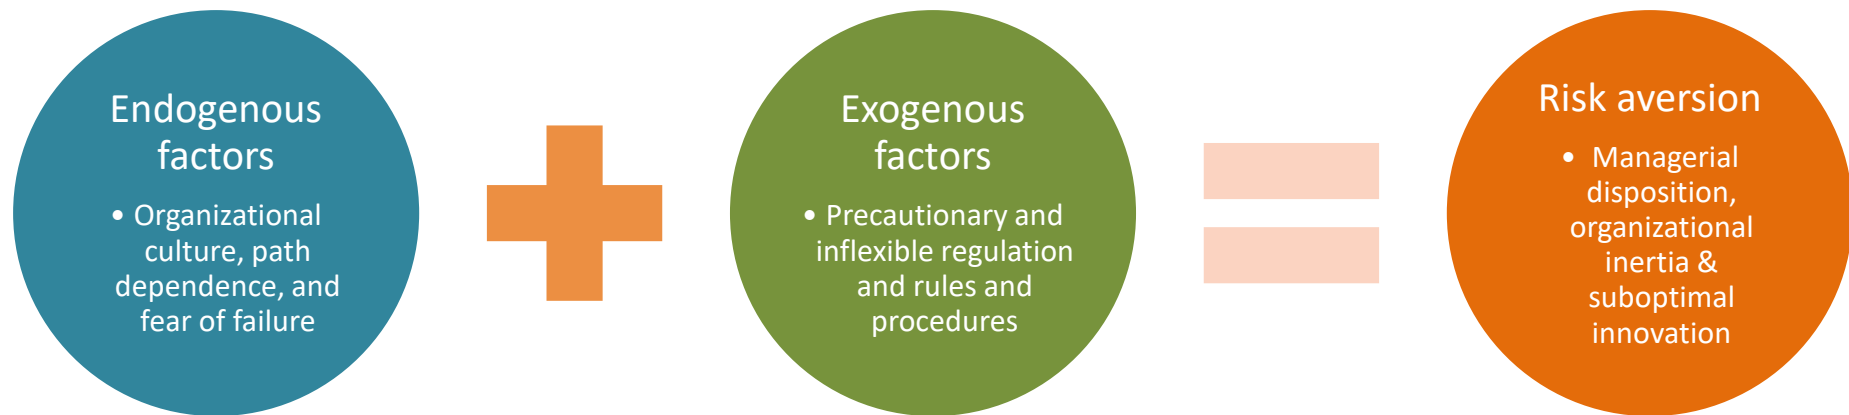 Endogenous
factors
• Organizational
culture, path
dependence, and
fear of failure
Exogenous
factors
• Precautionary and
inflexible regulation
and rules and
procedures
Risk aversion
• Managerial
disposition,
organizational
inertia &
suboptimal
innovation